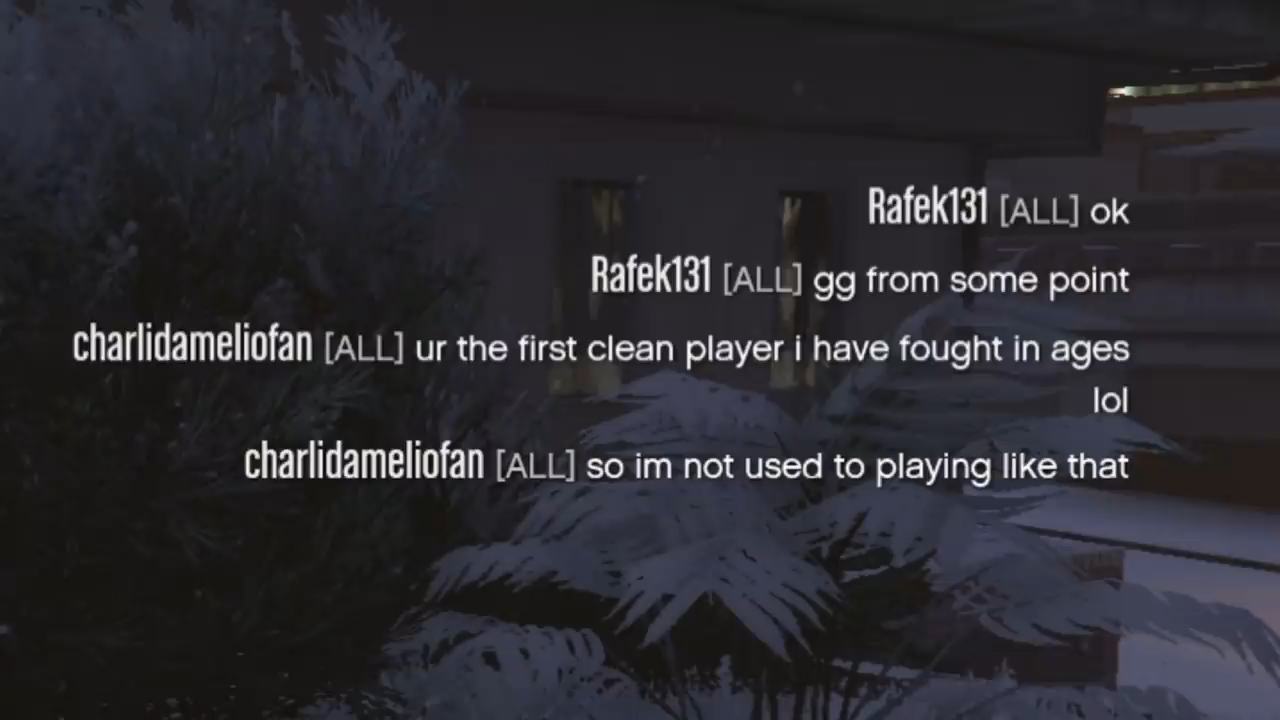 Rafek131 [ALL] ok
Rafek131 [ALL] gg from some point
charlidameliofan [ALL] ur the first clean player i have fought in ages
lol
charlidameliofan [ALL] so im not used to playing like that